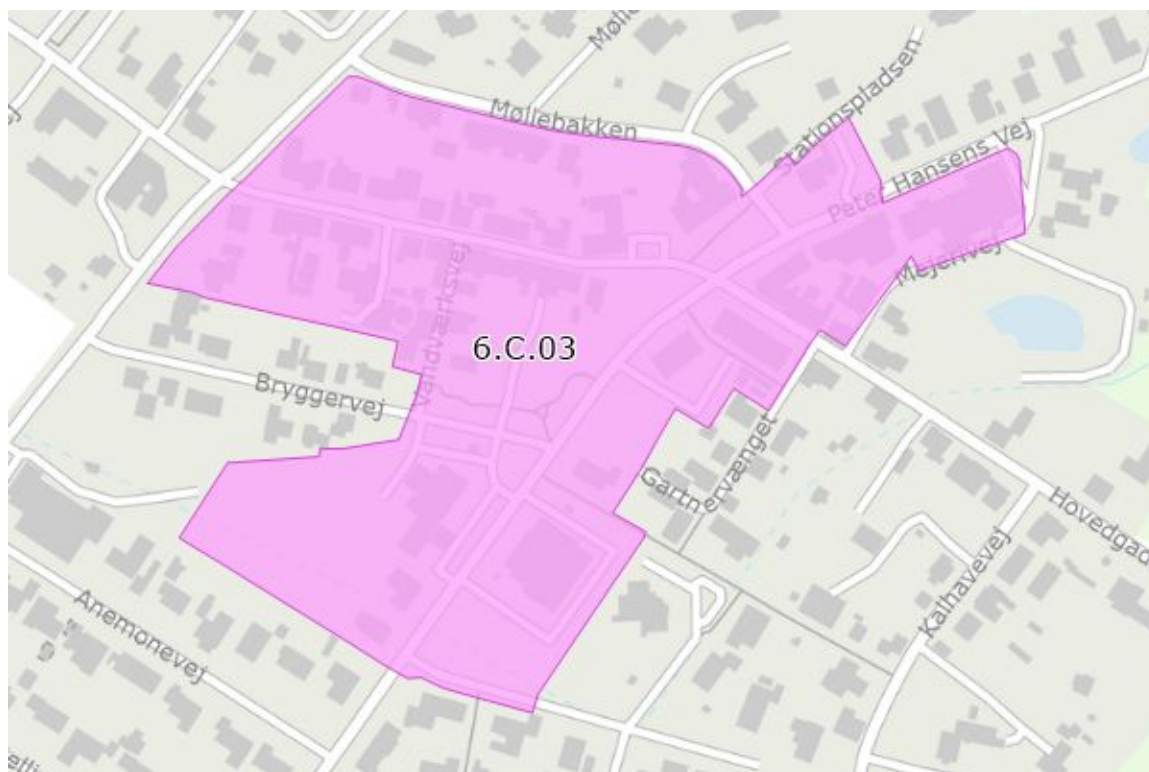 Møllebakken
Stationspladsen
Peter Hansens Vej
Mejerivej
Vandværksvej
6.C.03
Bryggervej
Gartnervænget
Hovedgad
Kalhavevej
Anemonevej